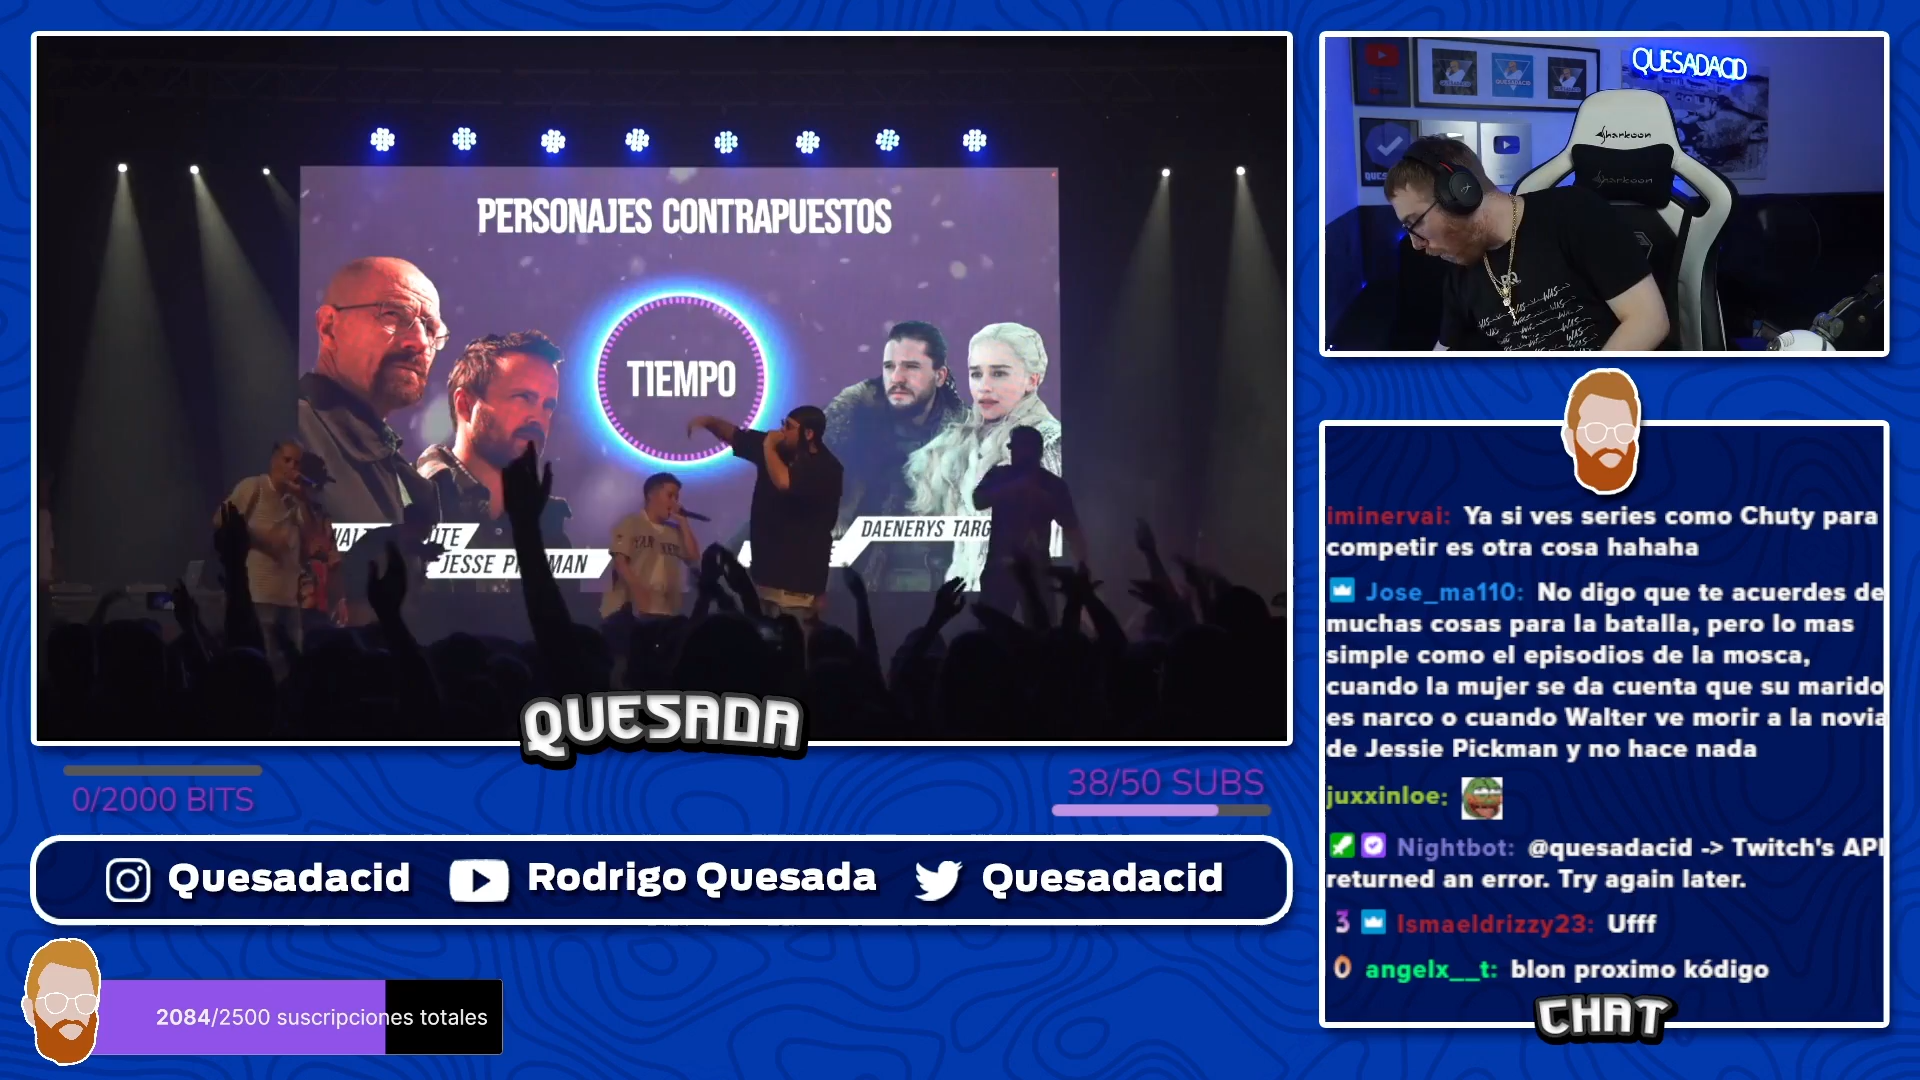 PERSONAJES CONTRAPUESTOS
TIEMPO
JESSE
DAENERYS TARG
QUESADA
0/2000 BITS
38/50 SUBS
Quesadacid
Rodrigo Quesada
Quesadacid
2084/2500 suscripciones totales
QUESADACID
Sharkoon
Sharkoon
iminervai: Ya si ves series como Chuty para
competir es otra cosa hahaha
Jose_ma110: No digo que te acuerdes de
muchas cosas para la batalla, pero lo mas
simple como el episodios de la mosca,
cuando la mujer se da cuenta que su marido
es narco o cuando Walter ve morir a la novia
de Jessie Pickman y no hace nada
juxxinloe:
Nightbot: @quesadacid -> Twitch's API
returned an error. Try again later.
3 Ismaeldrizzy23: Ufff
0 angelx__t: blon proximo kódigo
CHAT